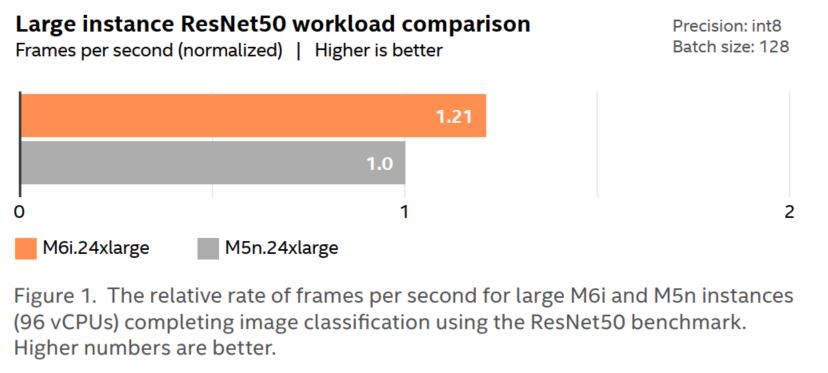 Large instance ResNet50 workload comparison
Frames per second (normalized) | Higher is better
Precision: int8
Batch size: 128
1.21
1.0
0 1 2
M6i.24xlarge M5n.24xlarge
Figure 1. The relative rate of frames per second for large M6i and M5n instances
(96 vCPUs) completing image classification using the ResNet50 benchmark.
Higher numbers are better.